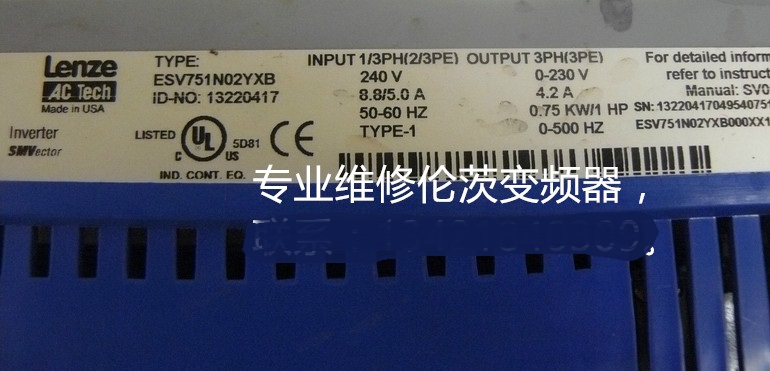 Lenze
AC Tech
Made in USA
Inverter
SMVector
TYPE:
ESV751N02YXB
ID-NO: 13220417
LISTED
UL
C US
5D81
CE
IND. CONT. EQ.
INPUT 1/3PH(2/3PE)
240 V
8.8/5.0 A
50-60 HZ
TYPE-1
OUTPUT 3PH(3PE)
0-230 V
4.2 A
0.75 KW/1 HP
0-500 HZ
For detailed inform
refer to instruct
Manual: SV0
SN: 1322041704954075
ESV751N02YXB000XX1
专业维修伦茨变频器，